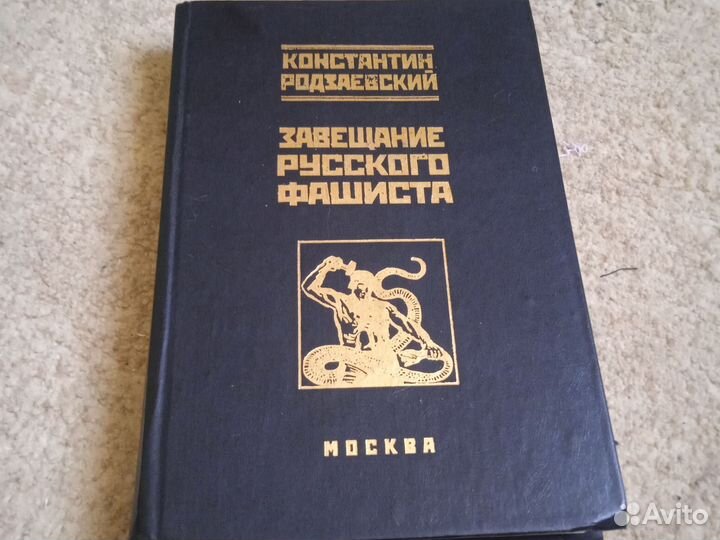 КОНСТАНТИН
РОДЗАЕВСКИЙ
ЗАВЕЩАНИЕ
РУССКОГО
ФАШИСТА
МОСКВА
Avito